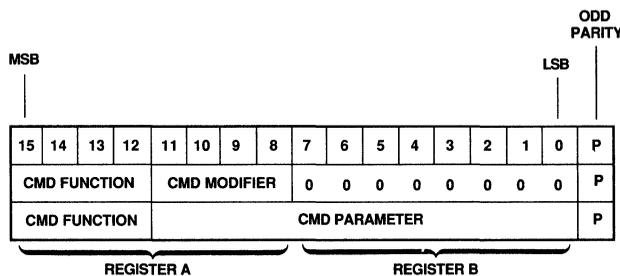 ODD
PARITY
MSB
LSB
15 14 13 12 11 10 9 8 7 6 5 4 3 2 1 0 P
CMD FUNCTION CMD MODIFIER 0 0 0 0 0 0 0 0 P
CMD FUNCTION CMD PARAMETER P
REGISTER A REGISTER B